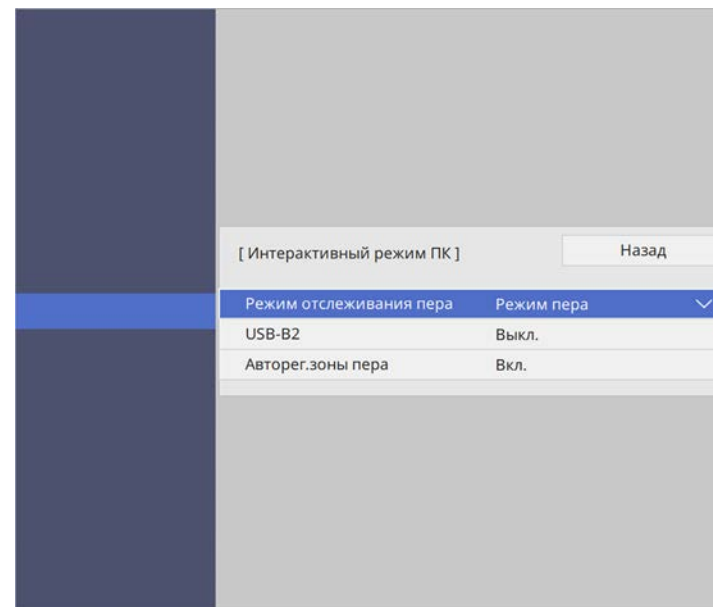 [ Интерактивный режим ПК ] Назад
Режим отслеживания пера Режим пера
USB-B2 Выкл.
Авторег.зоны пера Вкл.